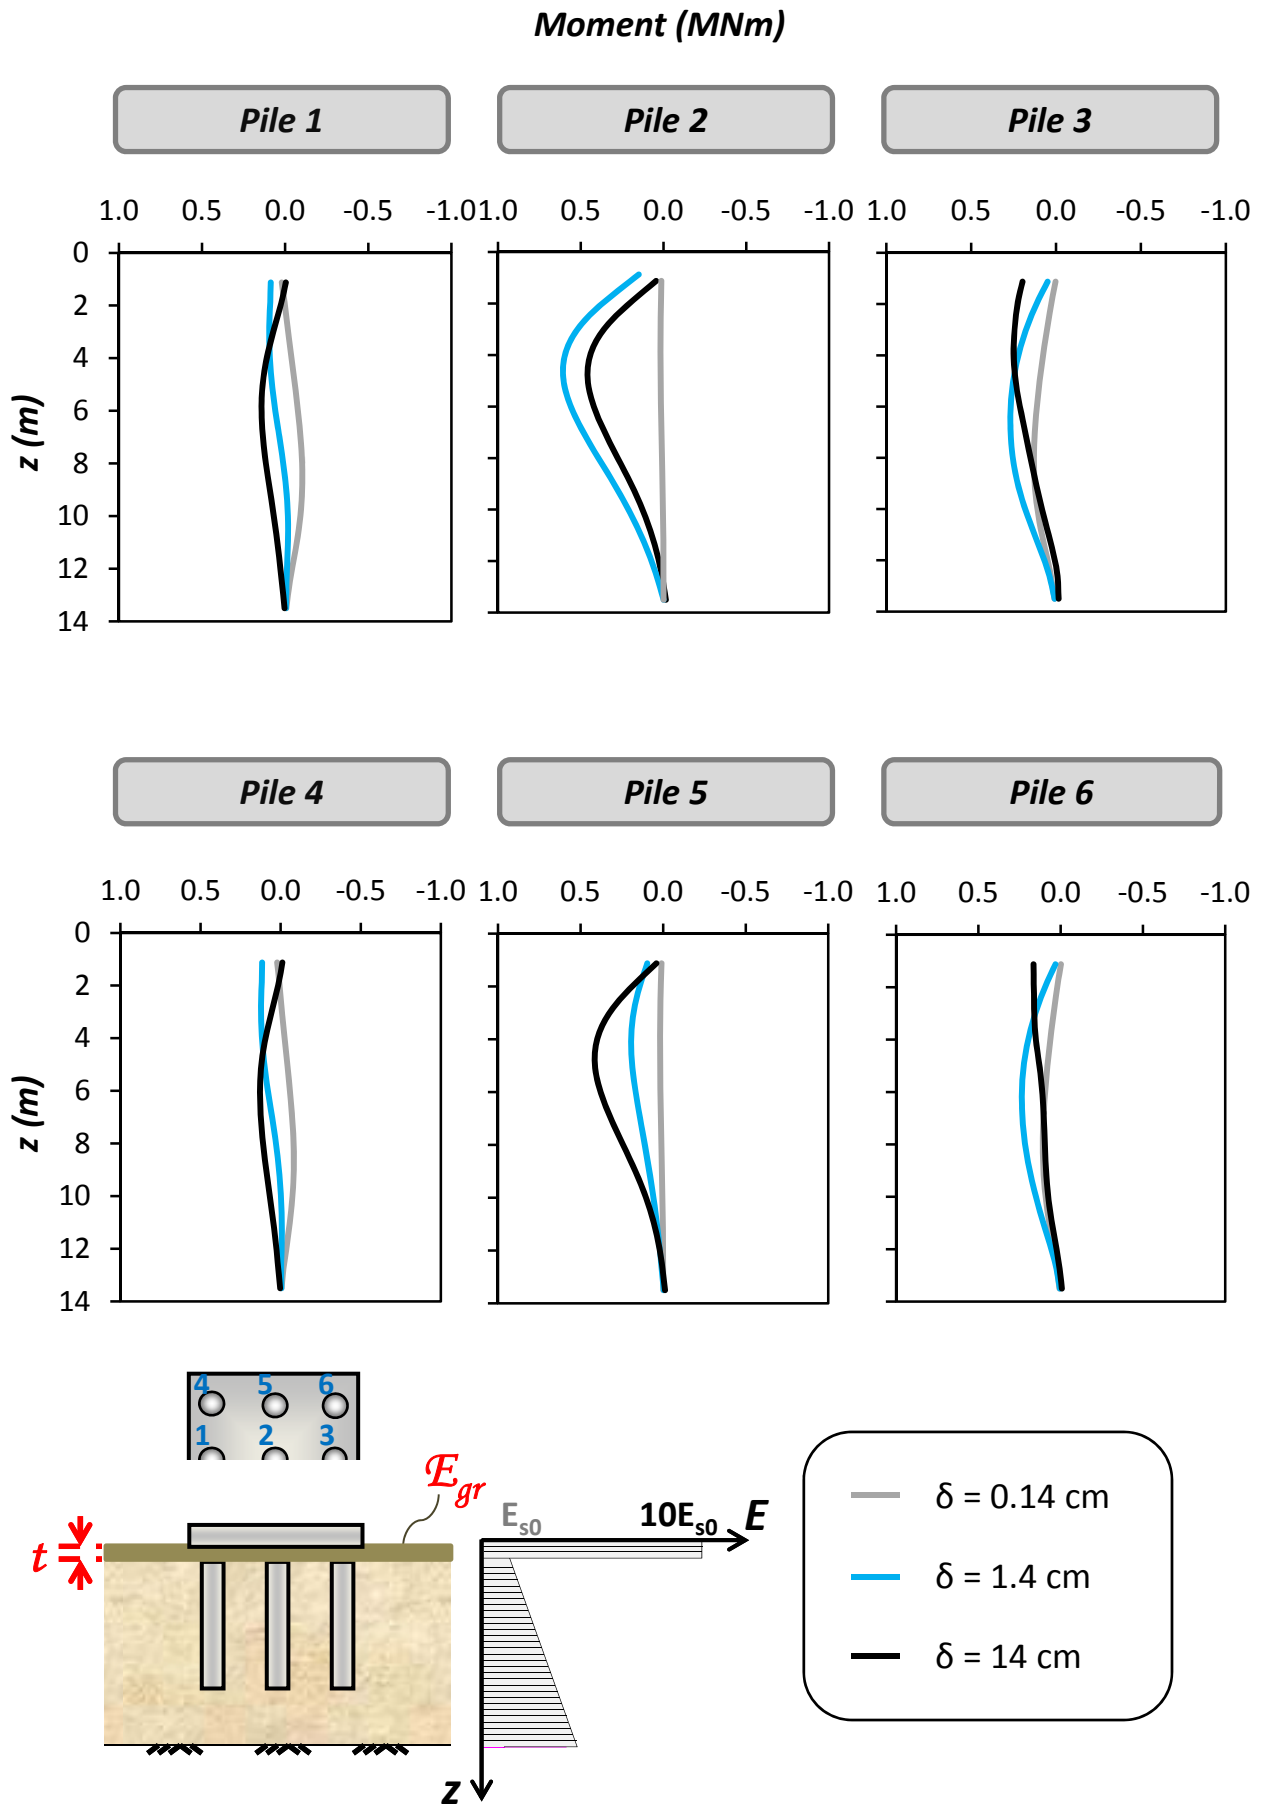 Moment (MNm)
Pile 1 Pile 2 Pile 3
1.0 0.5 0.0 -0.5 -1.0 1.0 0.5 0.0 -0.5 -1.0 1.0 0.5 0.0 -0.5 -1.0
0
2
4
6
8
10
12
14
z (m)
Pile 4 Pile 5 Pile 6
1.0 0.5 0.0 -0.5 -1.0 1.0 0.5 0.0 -0.5 -1.0 1.0 0.5 0.0 -0.5 -1.0
0
2
4
6
8
10
12
14
z (m)
4 5 6
1 2 3
E_gr
t
E_s0 10E_s0 E
z
δ = 0.14 cm
δ = 1.4 cm
δ = 14 cm